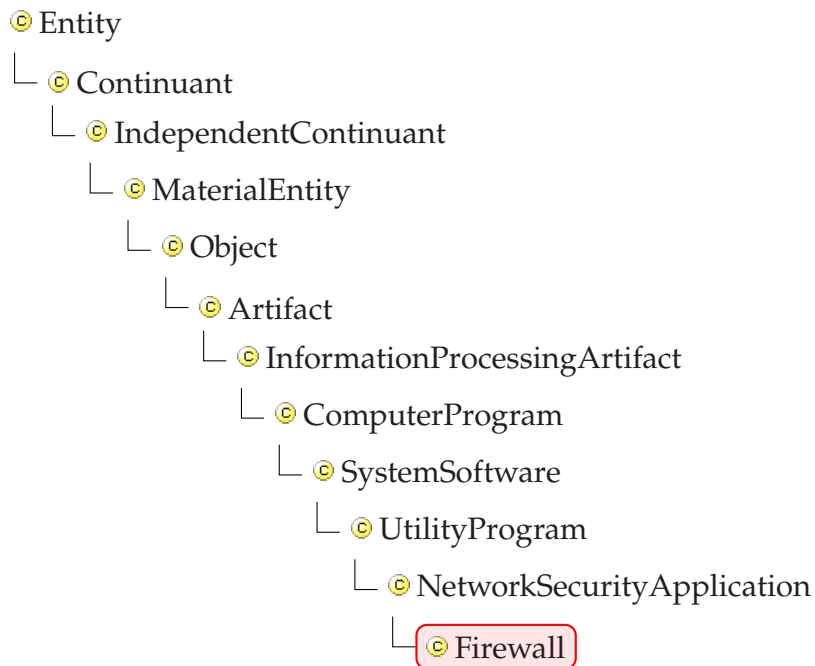 C Entity
C Continuant
C IndependentContinuant
C MaterialEntity
C Object
C Artifact
C InformationProcessingArtifact
C ComputerProgram
C SystemSoftware
C UtilityProgram
C NetworkSecurityApplication
C Firewall